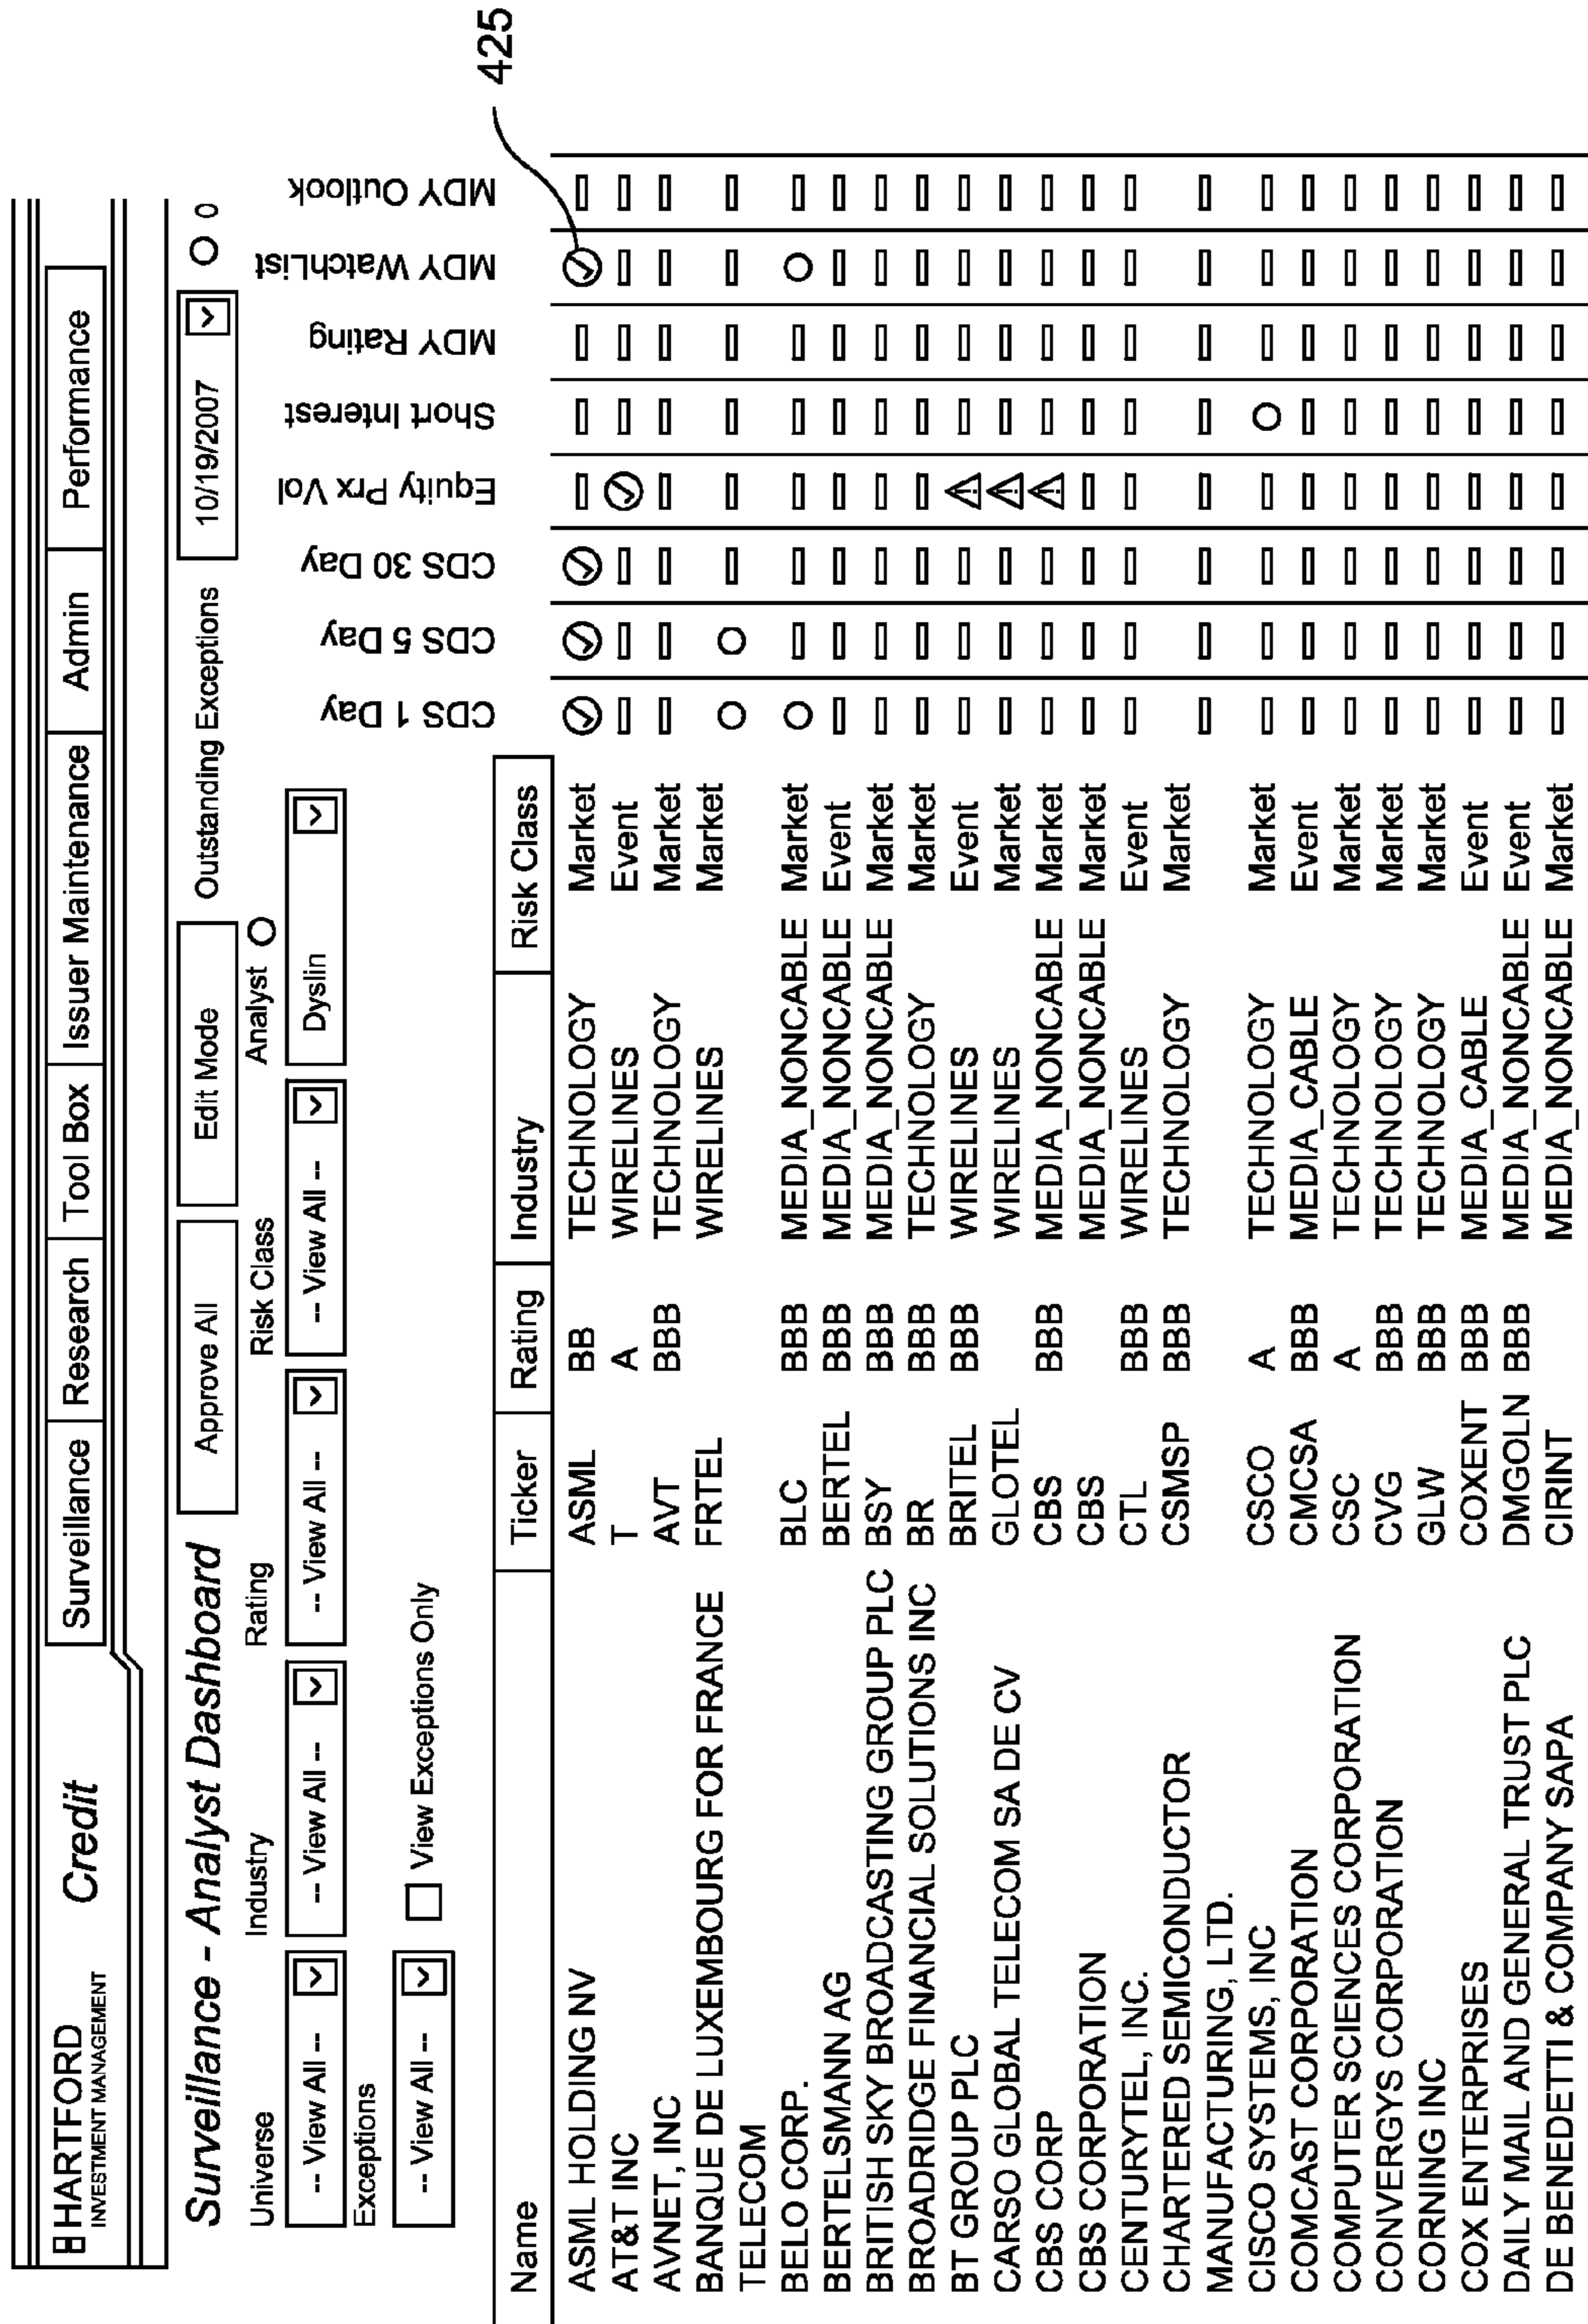 HARTFORD
INVESTMENT MANAGEMENT
Credit
Surveillance Research Tool Box Issuer Maintenance Admin Performance
Surveillance - Analyst Dashboard Approve All Edit Mode Outstanding Exceptions 10/19/2007 0
Universe Industry Rating Risk Class Analyst
-- View All -- -- View All -- -- View All -- -- View All -- Dyslin
Exceptions
-- View All -- View Exceptions Only
CDS 1 Day CDS 5 Day CDS 30 Day Equity Prx Vol Short Interest MDY Rating MDY WatchList MDY Outlook
425
Name Ticker Rating Industry Risk Class
ASML HOLDING NV ASML BB TECHNOLOGY Market
AT&T INC T A WIRELINES Event
AVNET, INC AVT BBB TECHNOLOGY Market
BANQUE DE LUXEMBOURG FOR FRANCE FRTEL WIRELINES Market
TELECOM
BELO CORP. BLC BBB MEDIA_NONCABLE Market
BERTELSMANN AG BERTEL BBB MEDIA_NONCABLE Event
BRITISH SKY BROADCASTING GROUP PLC BSY BBB MEDIA_NONCABLE Market
BROADRIDGE FINANCIAL SOLUTIONS INC BR BBB TECHNOLOGY Market
BT GROUP PLC BRITEL BBB WIRELINES Event
CARSO GLOBAL TELECOM SA DE CV GLOTEL WIRELINES Market
CBS CORP CBS BBB MEDIA_NONCABLE Market
CBS CORPORATION CBS MEDIA_NONCABLE Market
CENTURYTEL, INC. CTL BBB WIRELINES Event
CHARTERED SEMICONDUCTOR CSMSP BBB TECHNOLOGY Market
MANUFACTURING, LTD.
CISCO SYSTEMS, INC CSCO A TECHNOLOGY Market
COMCAST CORPORATION CMCSA BBB MEDIA_CABLE Event
COMPUTER SCIENCES CORPORATION CSC A TECHNOLOGY Market
CONVERGYS CORPORATION CVG BBB TECHNOLOGY Market
CORNING INC GLW BBB TECHNOLOGY Market
COX ENTERPRISES COXENT BBB MEDIA_CABLE Event
DAILY MAIL AND GENERAL TRUST PLC DMGOLN BBB MEDIA_NONCABLE Event
DE BENEDETTI & COMPANY SAPA CIRINT MEDIA_NONCABLE Market